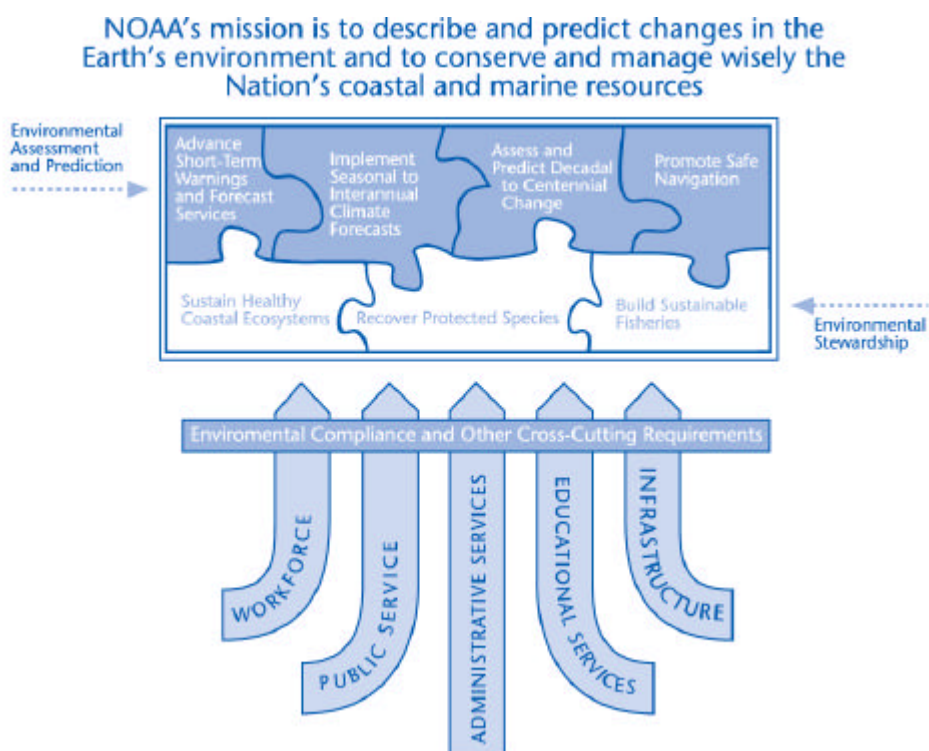 NOAA's mission is to describe and predict changes in the
Earth's environment and to conserve and manage wisely the
Nation's coastal and marine resources
Environmental
Assessment
and Prediction
Advance
Short-Term
Warnings
and Forecast
Services
Implement
Seasonal to
Interannual
Climate
Forecasts
Assess and
Predict Decadal
to Centennial
Change
Promote Safe
Navigation
Sustain Healthy
Coastal Ecosystems
Recover Protected Species
Build Sustainable
Fisheries
Environmental
Stewardship
Enviromental Compliance and Other Cross-Cutting Requirements
WORKFORCE
PUBLIC SERVICE
ADMINISTRATIVE SERVICES
EDUCATIONAL SERVICES
INFRASTRUCTURE